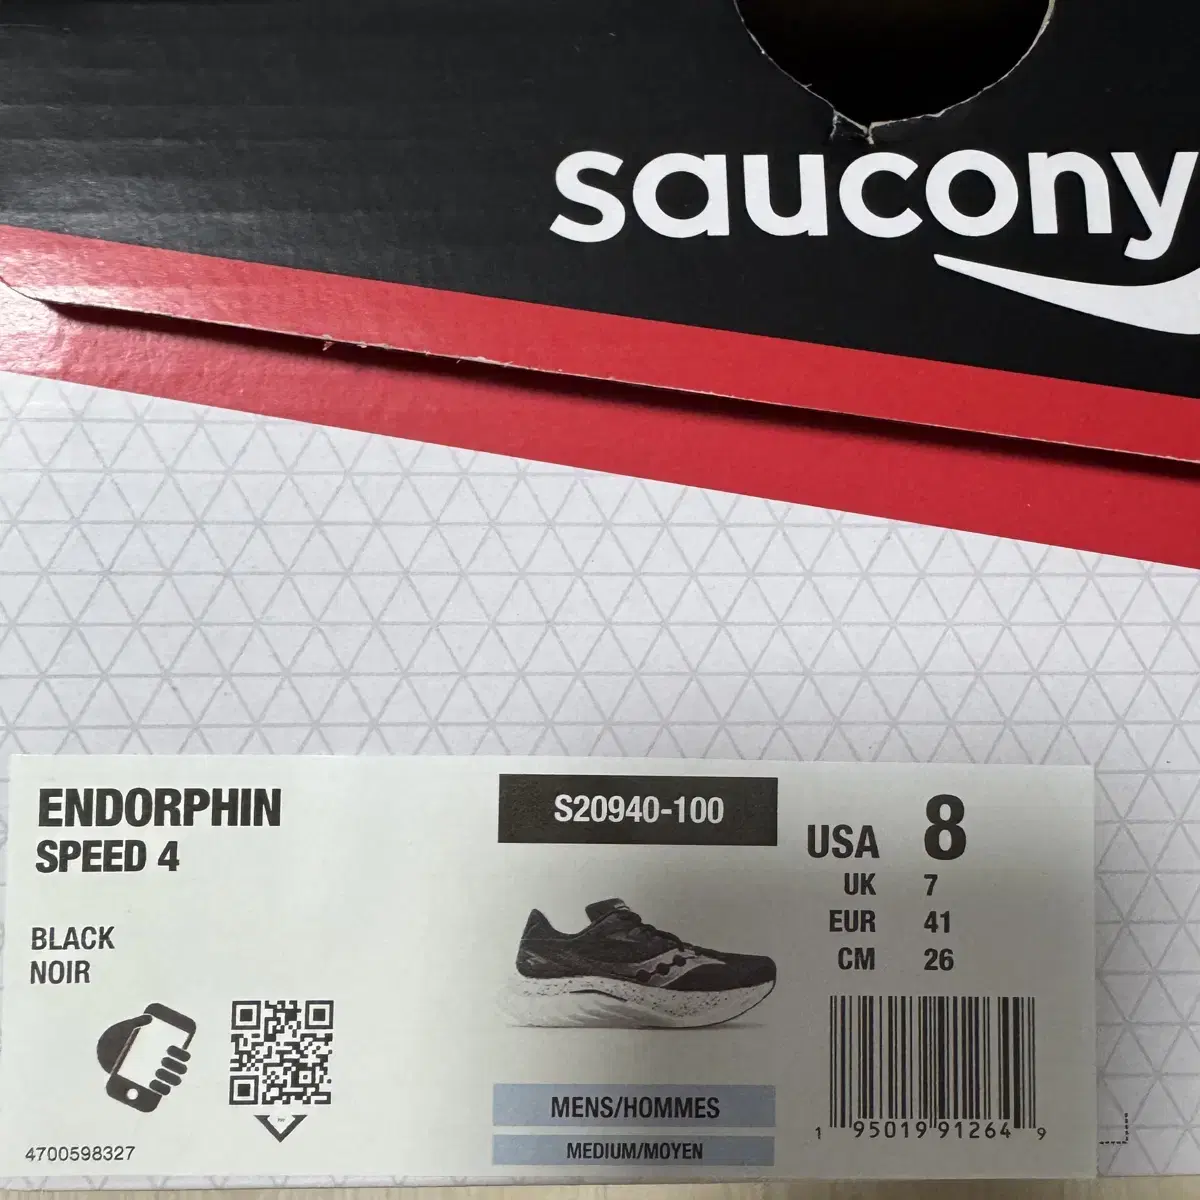 saucony
ENDORPHIN
SPEED 4
BLACK
NOIR
4700598327
S20940-100
MENS/HOMMES
MEDIUM/MOYEN
USA 8
UK 7
EUR 41
CM 26
1 95019 91264 9